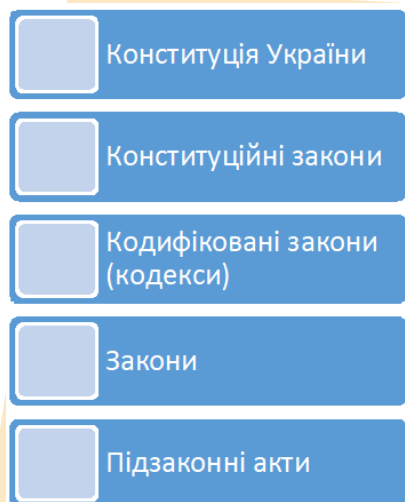 Конституція України
Конституційні закони
Кодифіковані закони
(кодекси)
Закони
Підзаконні акти